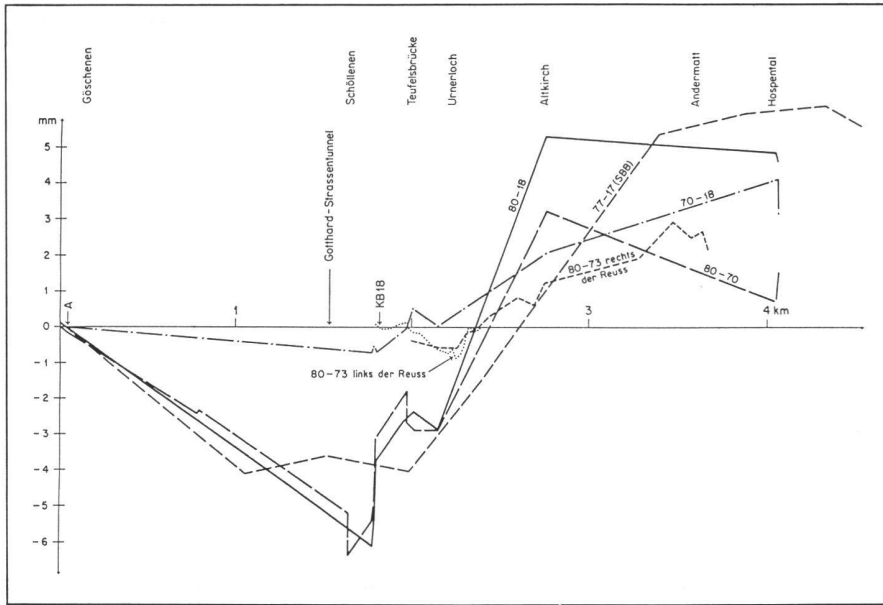 Göschenen
Schöllenen
Teufelsbrücke
Urnerloch
Altkirch
Andermatt
Hospental
mm
5
4
3
2
1
0
-1
-2
-3
-4
-5
-6
Gotthard-Strassentunnel
KB18
A
1
3
4 km
80-18
77-17 (SBB)
70-18
80-73 rechts
der Reuss
80-70
80-73 links der Reuss